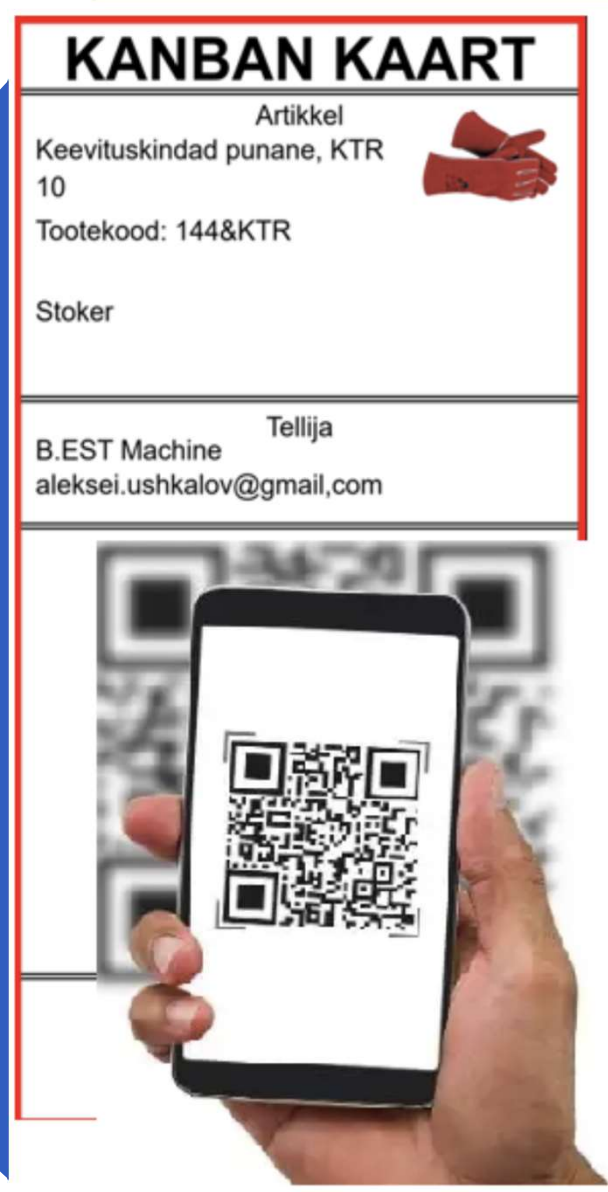 KANBAN KAART
Artikkel
Keevituskindad punane, KTR
10
Tootekood: 144&KTR
Stoker
Tellija
B.EST Machine
aleksei.ushkalov@gmail,com